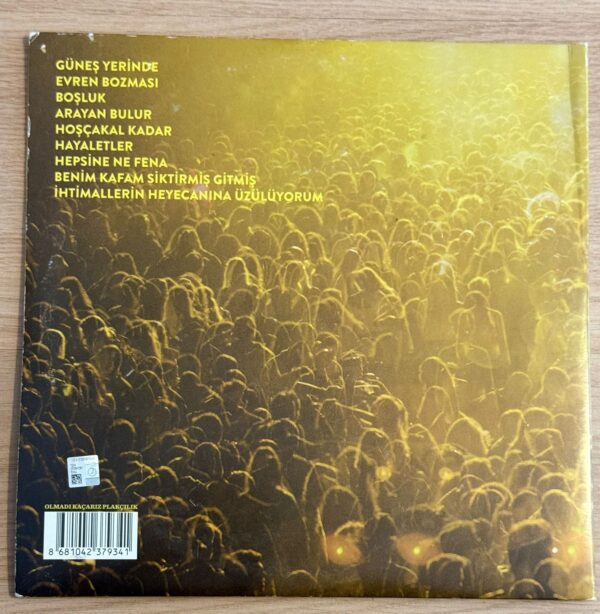 GÜNEŞ YERİNDE
EVREN BOZMASI
BOŞLUK
ARAYAN BULUR
HOŞÇAKAL KADAR
HAYALETLER
HEPSİNE NE FENA
BENİM KAFAM SİKTİRMİŞ GİTMİŞ
İHTİMALLERİN HEYECANINA ÜZÜLÜYORUM
OLMADI KAÇARIZ PLAKÇILIK
8 681042 379341